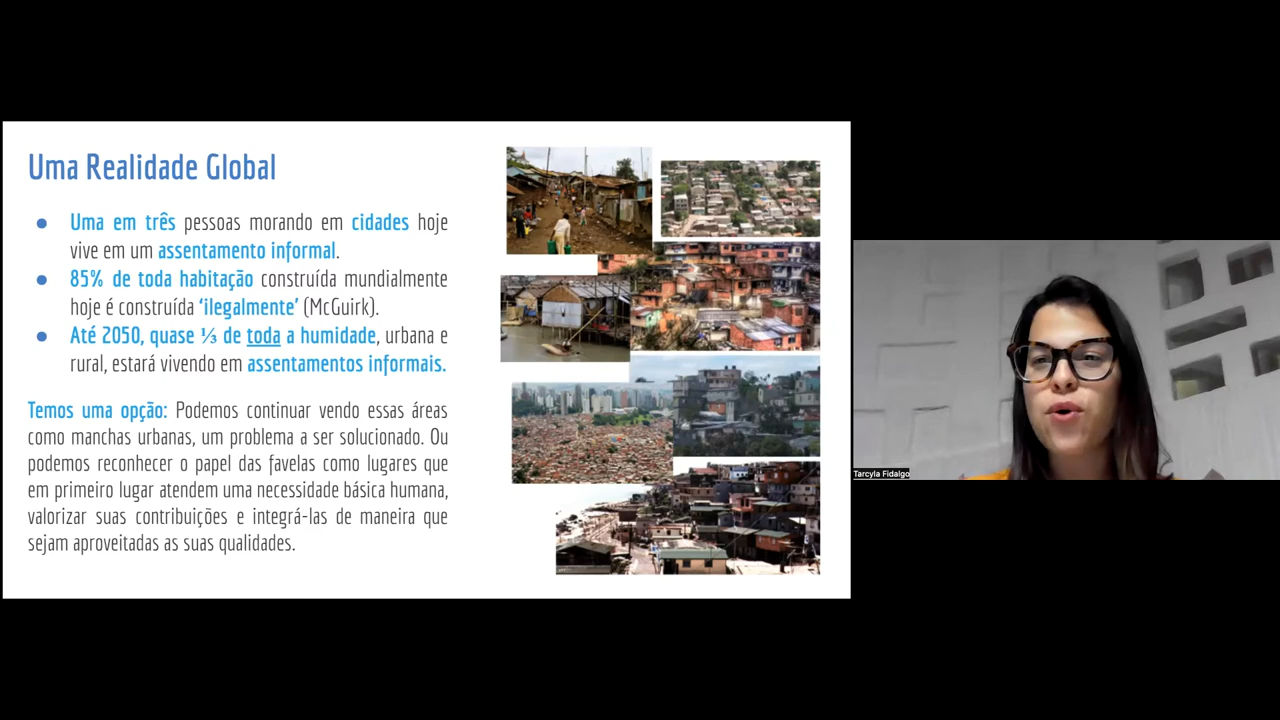 Uma Realidade Global
● Uma em três pessoas morando em cidades hoje
vive em um assentamento informal.
● 85% de toda habitação construída mundialmente
hoje é construída ‘ilegalmente’ (McGuirk).
● Até 2050, quase ⅓ de toda a humidade, urbana e
rural, estará vivendo em assentamentos informais.
Temos uma opção: Podemos continuar vendo essas áreas
como manchas urbanas, um problema a ser solucionado. Ou
podemos reconhecer o papel das favelas como lugares que
em primeiro lugar atendem uma necessidade básica humana,
valorizar suas contribuições e integrá-las de maneira que
sejam aproveitadas as suas qualidades.
Tarcyla Fidalgo